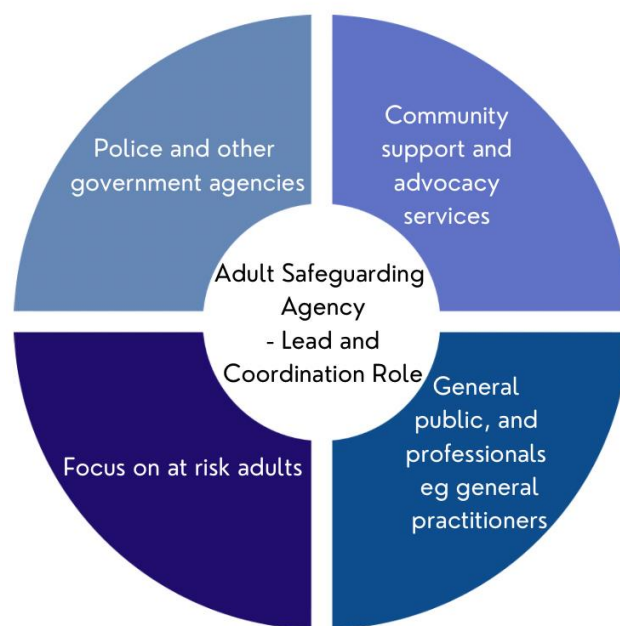 Police and other
government agencies
Community
support and
advocacy
services
Adult Safeguarding
Agency
- Lead and
Coordination Role
Focus on at risk adults
General
public, and
professionals
eg general
practitioners